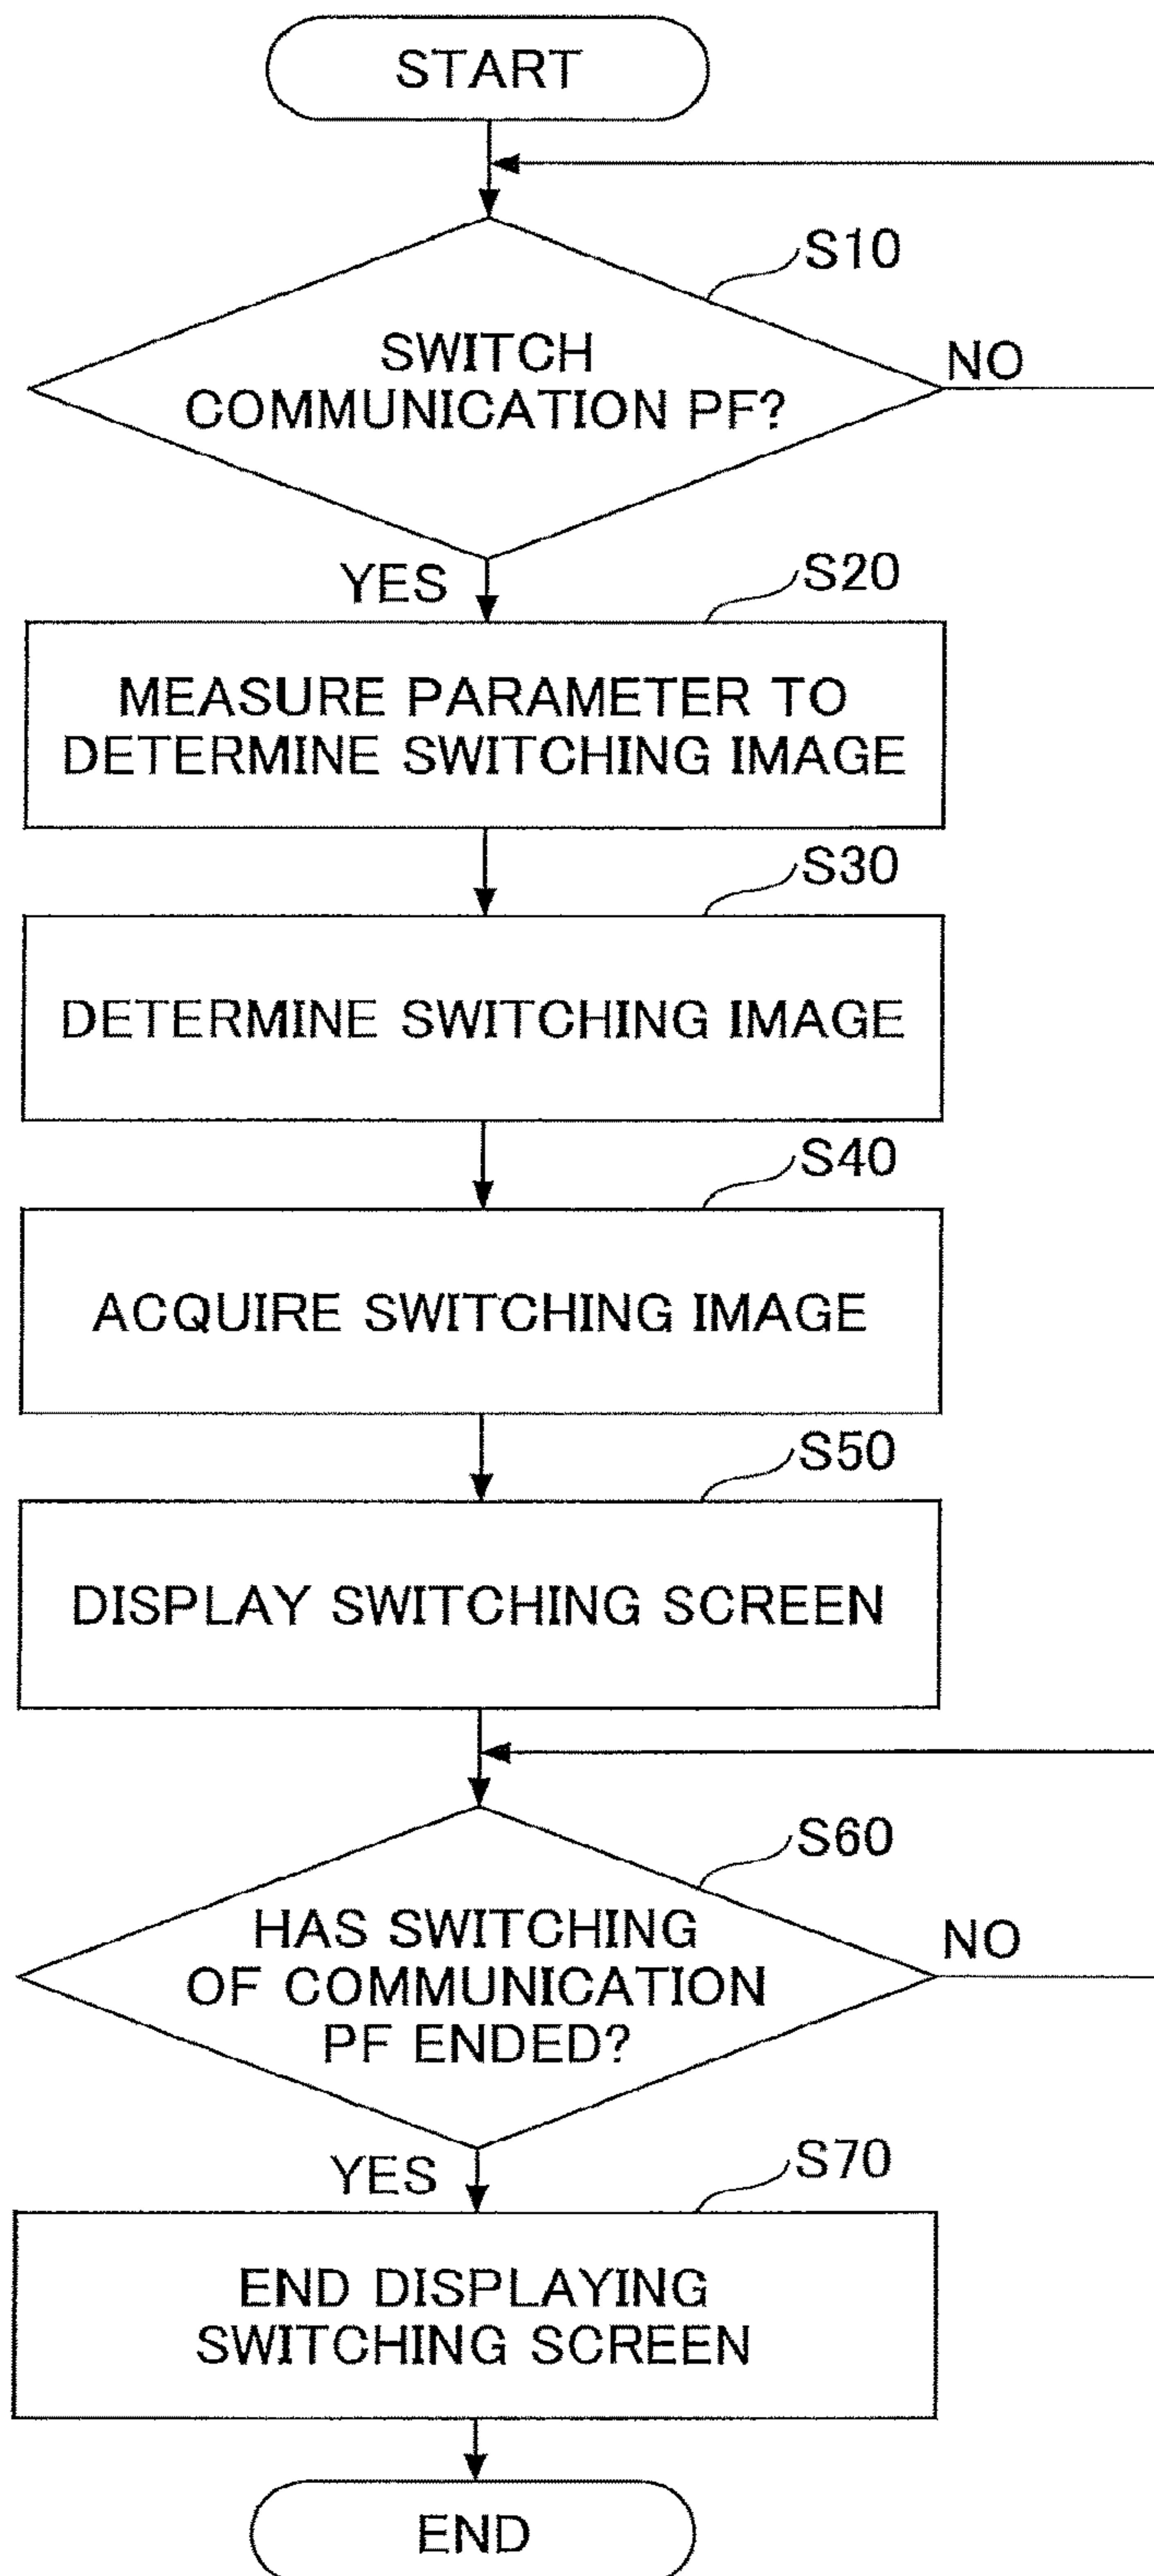 START
S10
SWITCH
COMMUNICATION PF?
NO
YES
S20
MEASURE PARAMETER TO
DETERMINE SWITCHING IMAGE
S30
DETERMINE SWITCHING IMAGE
S40
ACQUIRE SWITCHING IMAGE
S50
DISPLAY SWITCHING SCREEN
S60
HAS SWITCHING
OF COMMUNICATION
PF ENDED?
NO
YES
S70
END DISPLAYING
SWITCHING SCREEN
END